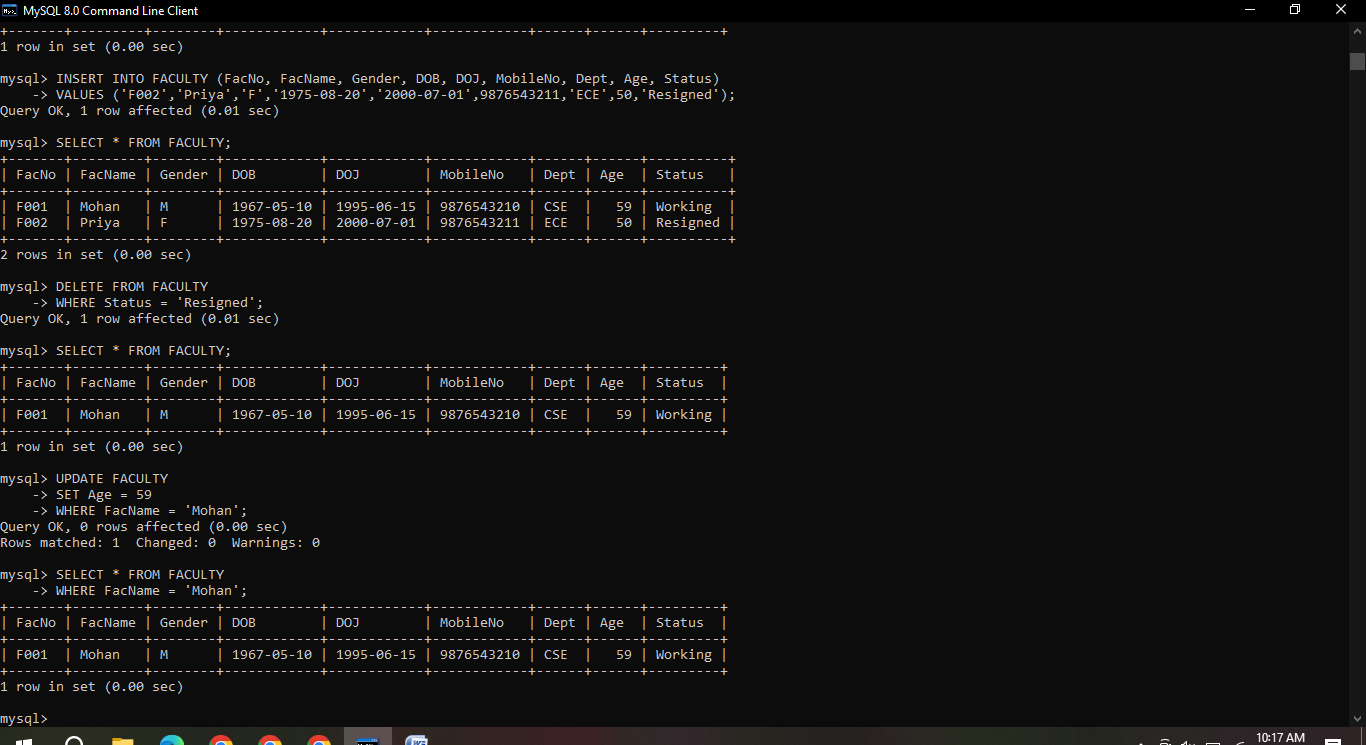 MySQL 8.0 Command Line Client
+-------+---------+--------+------------+------------+------------+------+------+---------+
1 row in set (0.00 sec)
mysql> INSERT INTO FACULTY (FacNo, FacName, Gender, DOB, DOJ, MobileNo, Dept, Age, Status)
    -> VALUES ('F002','Priya','F','1975-08-20','2000-07-01',9876543211,'ECE',50,'Resigned');
Query OK, 1 row affected (0.01 sec)
mysql> SELECT * FROM FACULTY;
+-------+---------+--------+------------+------------+------------+------+------+----------+
| FacNo | FacName | Gender | DOB        | DOJ        | MobileNo   | Dept | Age  | Status   |
+-------+---------+--------+------------+------------+------------+------+------+----------+
| F001  | Mohan   | M      | 1967-05-10 | 1995-06-15 | 9876543210 | CSE  |   59 | Working  |
| F002  | Priya   | F      | 1975-08-20 | 2000-07-01 | 9876543211 | ECE  |   50 | Resigned |
+-------+---------+--------+------------+------------+------------+------+------+----------+
2 rows in set (0.00 sec)
mysql> DELETE FROM FACULTY
    -> WHERE Status = 'Resigned';
Query OK, 1 row affected (0.01 sec)
mysql> SELECT * FROM FACULTY;
+-------+---------+--------+------------+------------+------------+------+------+---------+
| FacNo | FacName | Gender | DOB        | DOJ        | MobileNo   | Dept | Age  | Status  |
+-------+---------+--------+------------+------------+------------+------+------+---------+
| F001  | Mohan   | M      | 1967-05-10 | 1995-06-15 | 9876543210 | CSE  |   59 | Working |
+-------+---------+--------+------------+------------+------------+------+------+---------+
1 row in set (0.00 sec)
mysql> UPDATE FACULTY
    -> SET Age = 59
    -> WHERE FacName = 'Mohan';
Query OK, 0 rows affected (0.00 sec)
Rows matched: 1  Changed: 0  Warnings: 0
mysql> SELECT * FROM FACULTY
    -> WHERE FacName = 'Mohan';
+-------+---------+--------+------------+------------+------------+------+------+---------+
| FacNo | FacName | Gender | DOB        | DOJ        | MobileNo   | Dept | Age  | Status  |
+-------+---------+--------+------------+------------+------------+------+------+---------+
| F001  | Mohan   | M      | 1967-05-10 | 1995-06-15 | 9876543210 | CSE  |   59 | Working |
+-------+---------+--------+------------+------------+------------+------+------+---------+
1 row in set (0.00 sec)
mysql>
10:17 AM